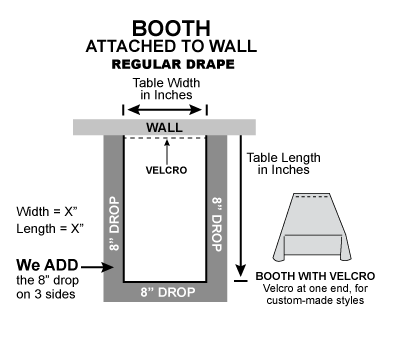 BOOTH
ATTACHED TO WALL
REGULAR DRAPE
Table Width
in Inches
WALL
VELCRO
Table Length
in Inches
8” DROP
8” DROP
Width = X”
Length = X”
We ADD
the 8” drop
on 3 sides
8” DROP
BOOTH WITH VELCRO
Velcro at one end, for
custom-made styles